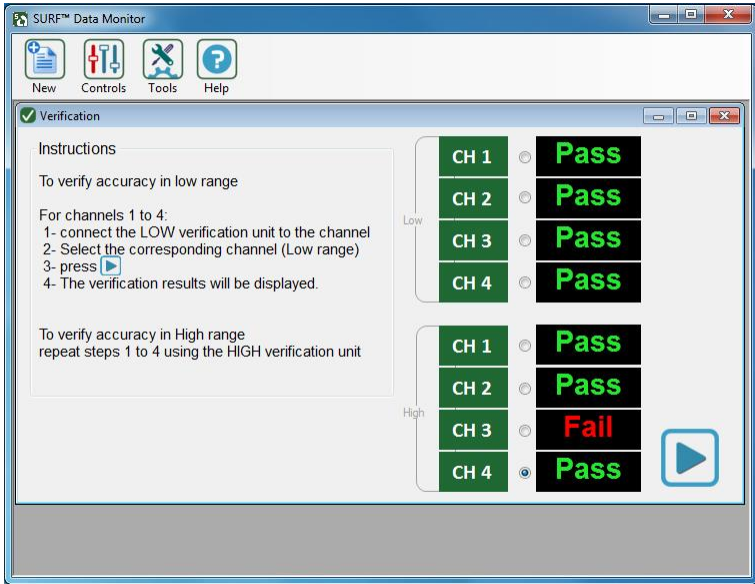 SURF™ Data Monitor
New Controls Tools Help
Verification
Instructions
To verify accuracy in low range
For channels 1 to 4:
1- connect the LOW verification unit to the channel
2- Select the corresponding channel (Low range)
3- press
4- The verification results will be displayed.
To verify accuracy in High range
repeat steps 1 to 4 using the HIGH verification unit
Low
CH 1 Pass
CH 2 Pass
CH 3 Pass
CH 4 Pass
High
CH 1 Pass
CH 2 Pass
CH 3 Fail
CH 4 Pass